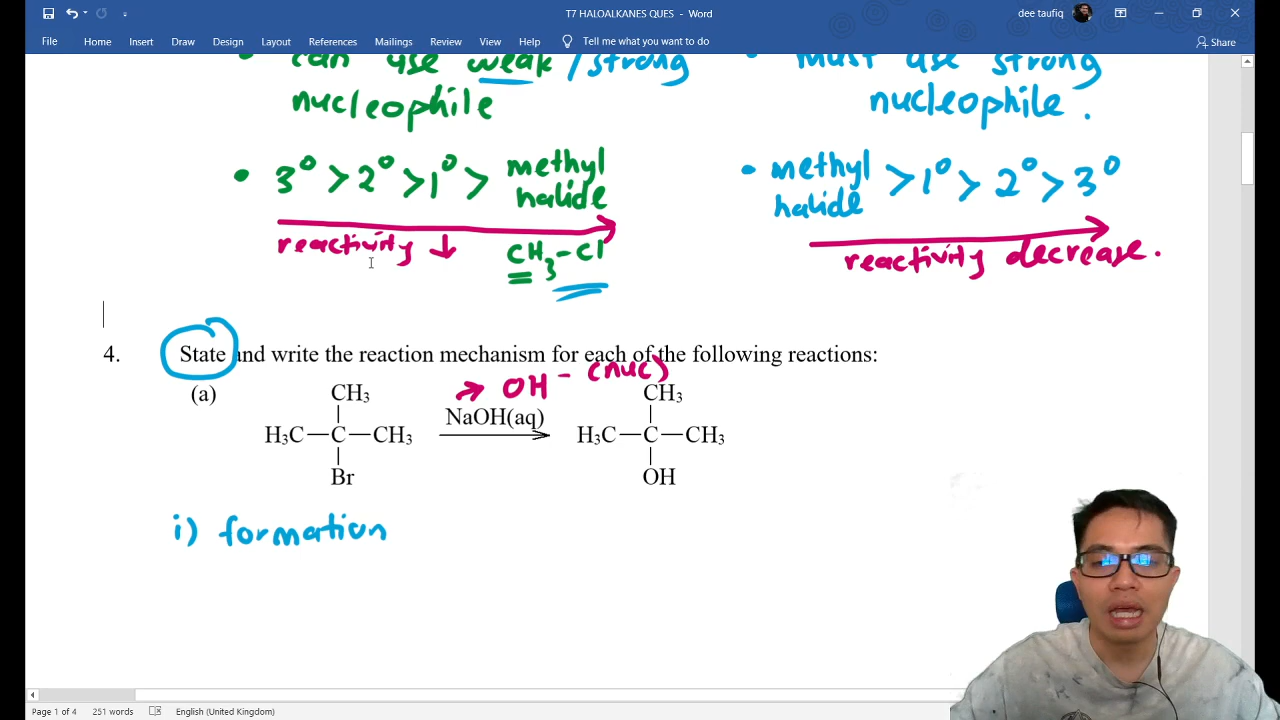 T7 HALOALKANES QUES - Word
dee taufiq
File Home Insert Draw Design Layout References Mailings Review View Help Tell me what you want to do Share
can use weak/strong
nucleophile
must use strong
nucleophile.
3° > 2° > 1° > methyl halide
reactivity ↓
CH3-Cl
methyl halide > 1° > 2° > 3°
reactivity decrease.
4. State and write the reaction mechanism for each of the following reactions:
→ OH⁻ (nuc)
(a)
CH3 CH3
NaOH(aq)
H3C—C—CH3 H3C—C—CH3
Br OH
i) formation
Page 1 of 4 251 words English (United Kingdom)